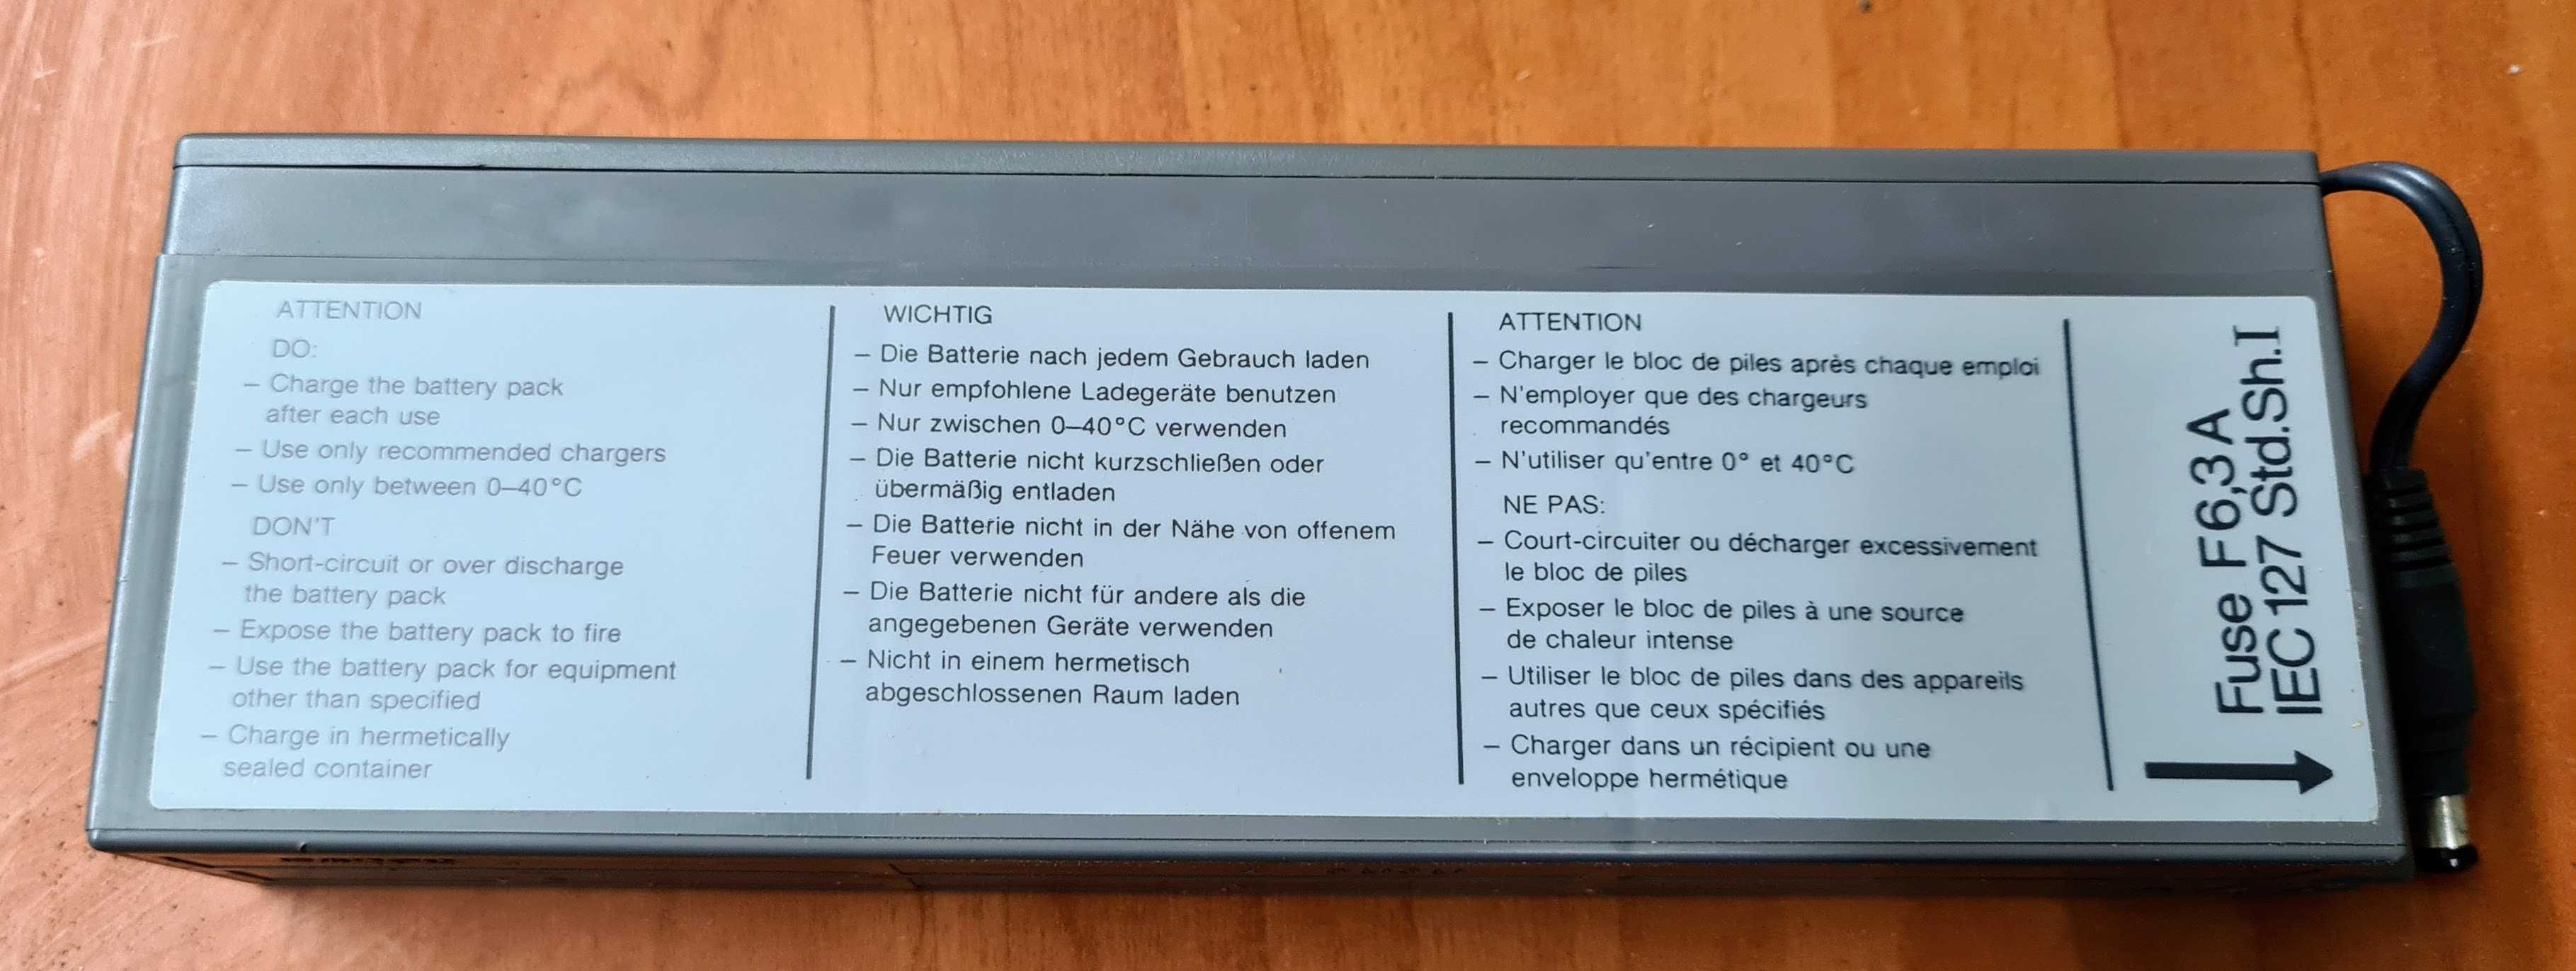 ATTENTION
DO:
– Charge the battery pack
after each use
– Use only recommended chargers
– Use only between 0–40°C
DON'T
– Short-circuit or over discharge
the battery pack
– Expose the battery pack to fire
– Use the battery pack for equipment
other than specified
– Charge in hermetically
sealed container
WICHTIG
– Die Batterie nach jedem Gebrauch laden
– Nur empfohlene Ladegeräte benutzen
– Nur zwischen 0–40°C verwenden
– Die Batterie nicht kurzschließen oder
übermäßig entladen
– Die Batterie nicht in der Nähe von offenem
Feuer verwenden
– Die Batterie nicht für andere als die
angegebenen Geräte verwenden
– Nicht in einem hermetisch
abgeschlossenen Raum laden
ATTENTION
– Charger le bloc de piles après chaque emploi
– N'employer que des chargeurs
recommandés
– N'utiliser qu'entre 0° et 40°C
NE PAS:
– Court-circuiter ou décharger excessivement
le bloc de piles
– Exposer le bloc de piles à une source
de chaleur intense
– Utiliser le bloc de piles dans des appareils
autres que ceux spécifiés
– Charger dans un récipient ou une
enveloppe hermétique
Fuse F6,3A
IEC 127 Std.Sh.I